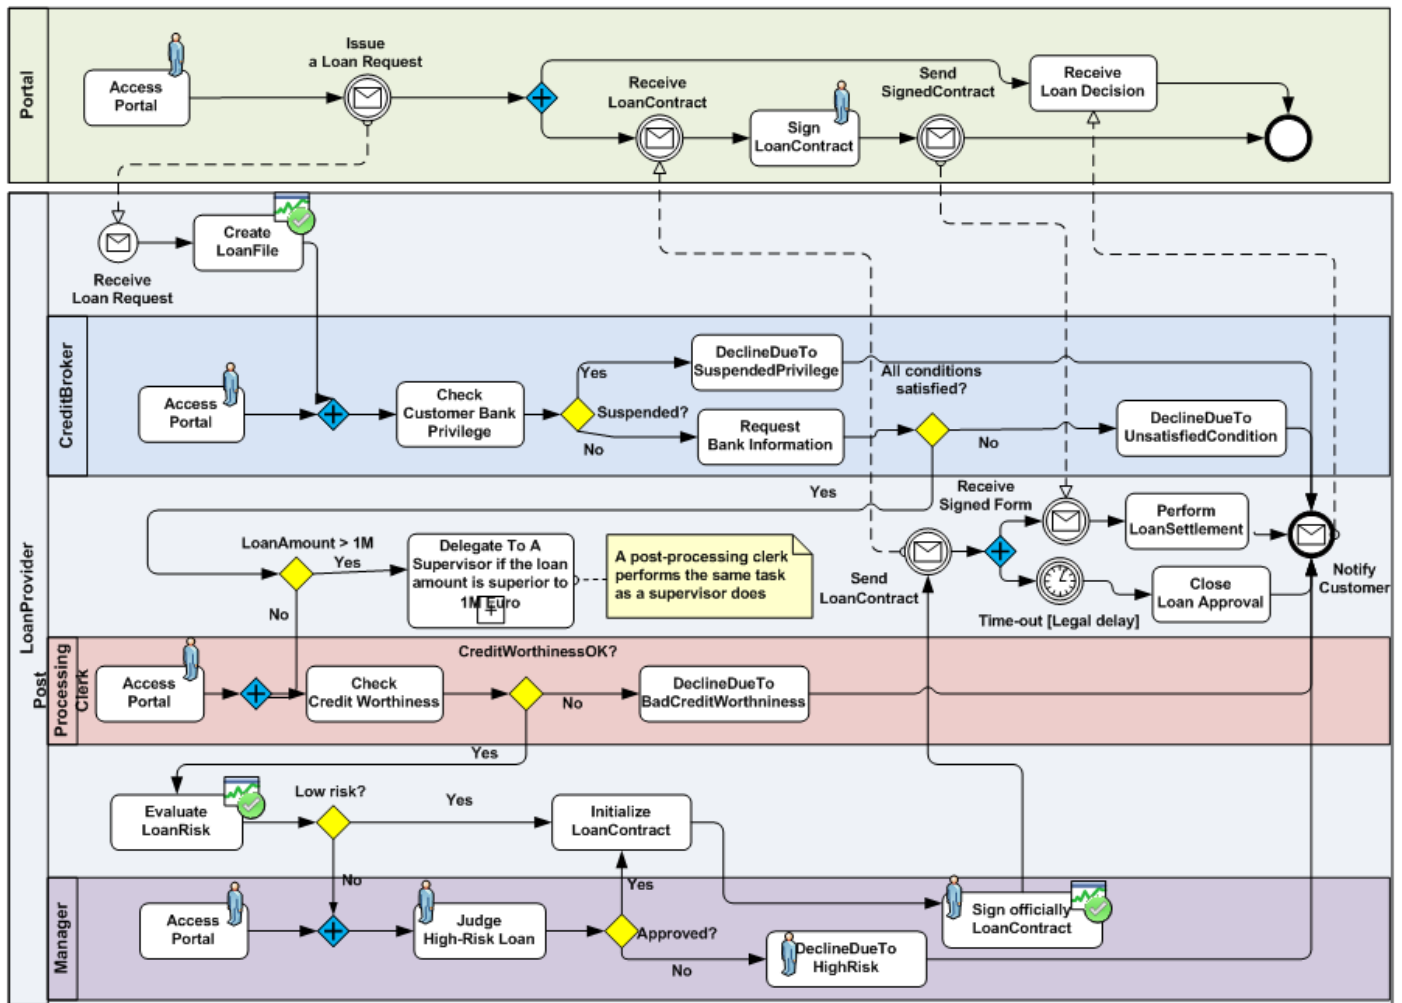 Portal
Access
Portal
Issue
a Loan Request
Receive
LoanContract
Sign
LoanContract
Send
SignedContract
Receive
Loan Decision
LoanProvider
Receive
Loan Request
Create
LoanFile
CreditBroker
Access
Portal
Check
Customer Bank
Privilege
Suspended?
Yes
No
DeclineDueTo
SuspendedPrivilege
Request
Bank Information
All conditions
satisfied?
No
Yes
DeclineDueTo
UnsatisfiedCondition
LoanAmount > 1M
Yes
No
Delegate To A
Supervisor if the loan
amount is superior to
1M Euro
A post-processing clerk
performs the same task
as a supervisor does
Send
LoanContract
Receive
Signed Form
Time-out [Legal delay]
Perform
LoanSettlement
Close
Loan Approval
Notify
Customer
Post
Processing
Clerk
Access
Portal
Check
Credit Worthiness
CreditWorthinessOK?
No
Yes
DeclineDueTo
BadCreditWorthniness
Evaluate
LoanRisk
Low risk?
Yes
No
Initialize
LoanContract
Manager
Access
Portal
Judge
High-Risk Loan
Approved?
Yes
No
DeclineDueTo
HighRisk
Sign officially
LoanContract